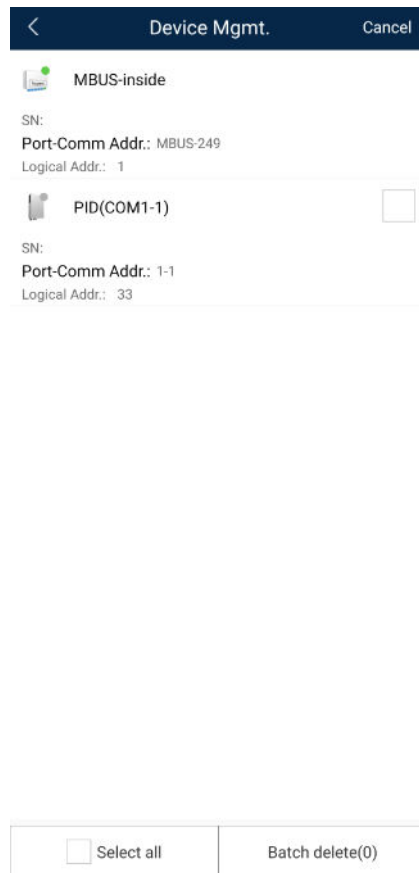 Device Mgmt. Cancel
MBUS-inside
SN:
Port-Comm Addr.: MBUS-249
Logical Addr.: 1
PID(COM1-1)
SN:
Port-Comm Addr.: 1-1
Logical Addr.: 33
Select all Batch delete(0)